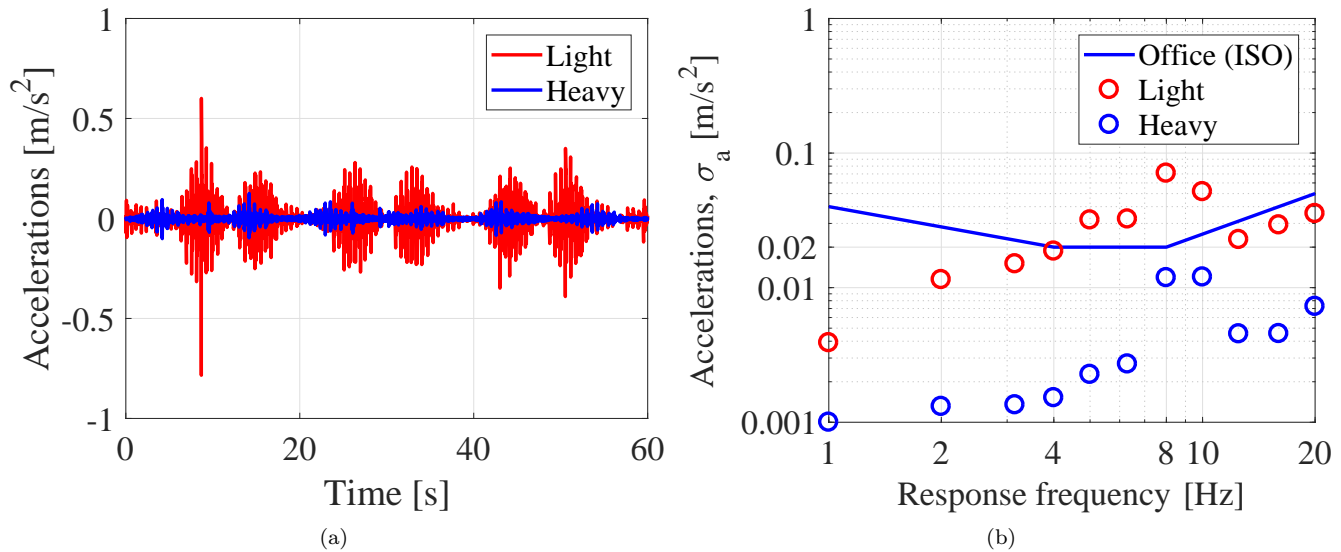 Accelerations [m/s²]
1
0.5
0
-0.5
-1
Light
Heavy
0
20
40
60
Time [s]
(a)
Accelerations, σₐ [m/s²]
1
0.1
0.02
0.01
0.001
Office (ISO)
Light
Heavy
1
2
4
8
10
20
Response frequency [Hz]
(b)